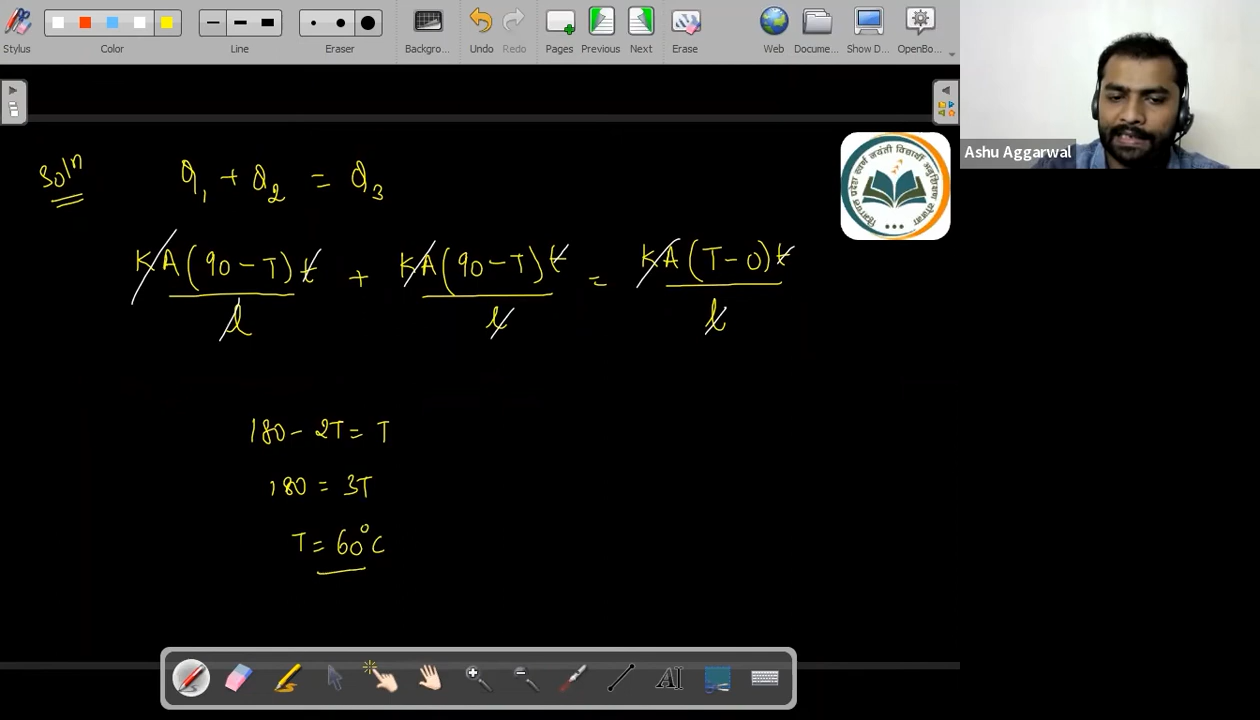 Stylus
Color
Line
Eraser
Backgro...
Undo
Redo
Pages
Previous
Next
Erase
Web
Docume...
Show D...
OpenBo...
Ashu Aggarwal
Soln
Q1 + Q2 = Q3
KA(90-T)t/l + KA(90-T)t/l = KA(T-0)t/l
180 - 2T = T
180 = 3T
T = 60°C
AI